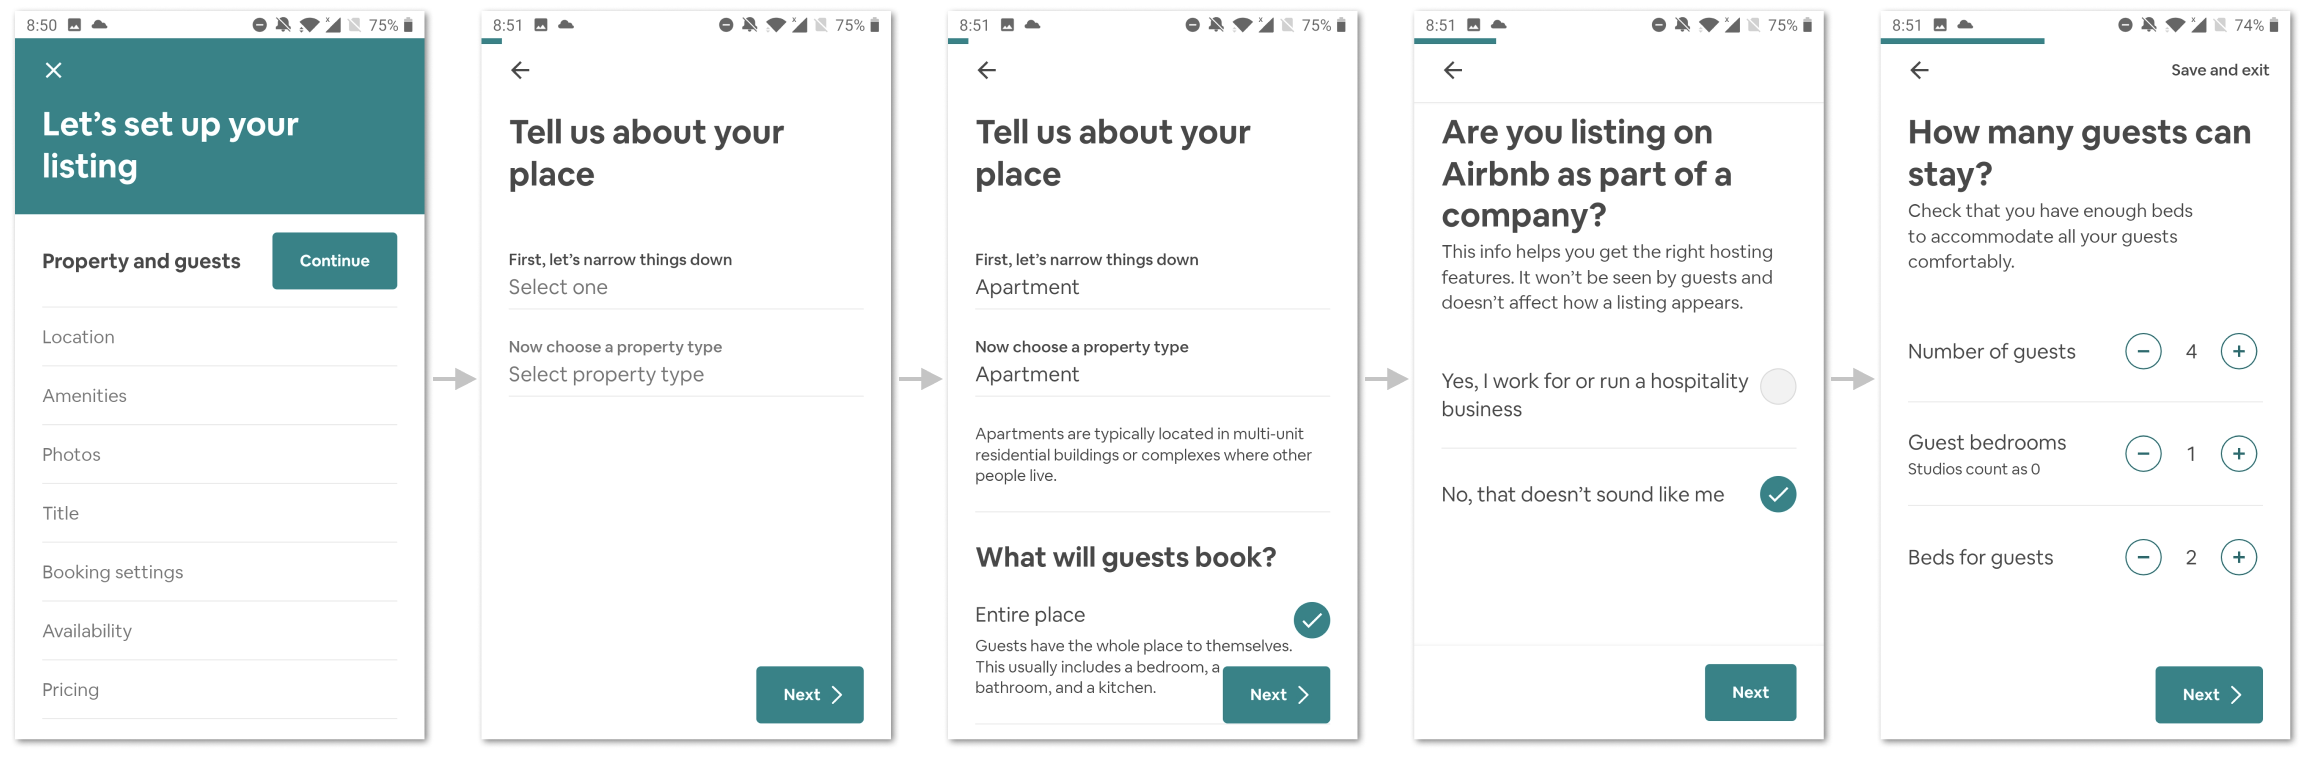 8:50
75%
Let's set up your
listing
Property and guests
Continue
Location
Amenities
Photos
Title
Booking settings
Availability
Pricing
8:51
75%
Tell us about your
place
First, let's narrow things down
Select one
Now choose a property type
Select property type
Next
8:51
75%
Tell us about your
place
First, let's narrow things down
Apartment
Now choose a property type
Apartment
Apartments are typically located in multi-unit
residential buildings or complexes where other
people live.
What will guests book?
Entire place
Guests have the whole place to themselves.
This usually includes a bedroom, a
bathroom, and a kitchen.
Next
8:51
75%
Are you listing on
Airbnb as part of a
company?
This info helps you get the right hosting
features. It won't be seen by guests and
doesn't affect how a listing appears.
Yes, I work for or run a hospitality
business
No, that doesn't sound like me
Next
8:51
74%
Save and exit
How many guests can
stay?
Check that you have enough beds
to accommodate all your guests
comfortably.
Number of guests
4
Guest bedrooms
Studios count as 0
1
Beds for guests
2
Next